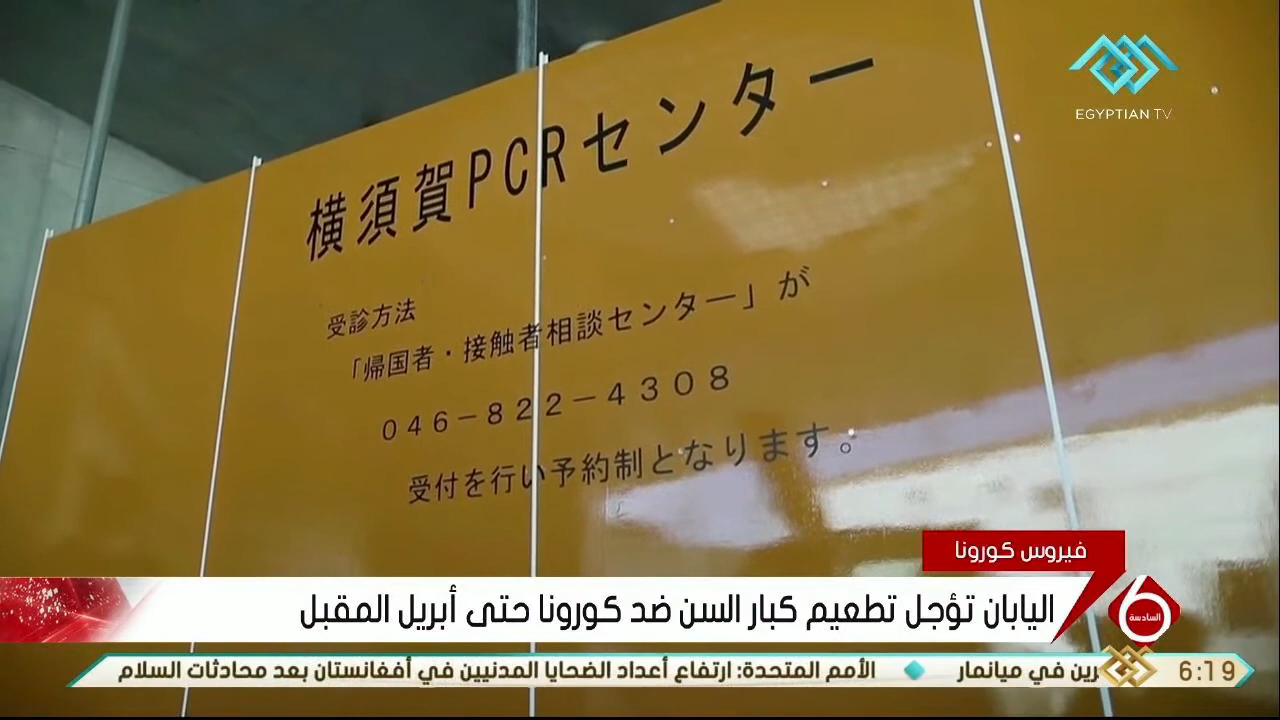 EGYPTIAN TV
横須賀PCRセンター
受診方法
「帰国者・接触者相談センター」が
046-822-4308
受付を行い予約制となります。
فيروس كورونا
اليابان تؤجل تطعيم كبار السن ضد كورونا حتى أبريل المقبل
6
السادسة
رين في ميانمار
الأمم المتحدة: ارتفاع أعداد الضحايا المدنيين في أفغانستان بعد محادثات السلام
6:19